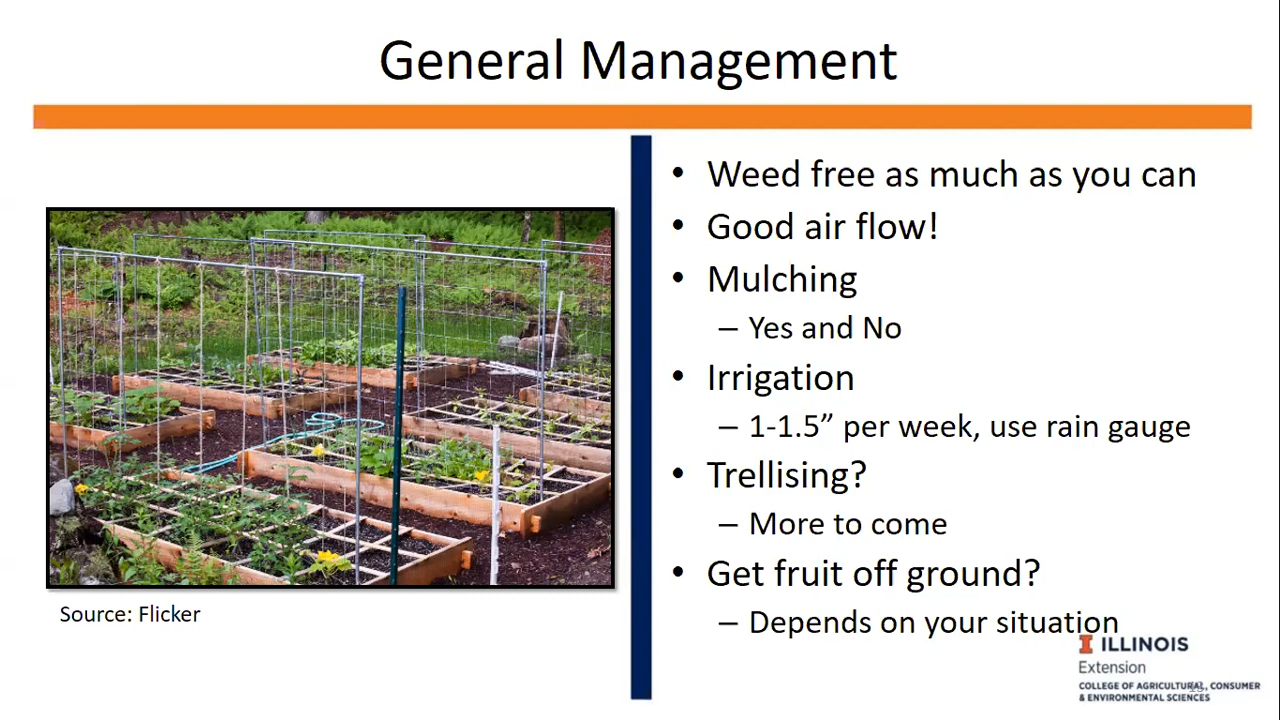 General Management
• Weed free as much as you can
• Good air flow!
• Mulching
– Yes and No
• Irrigation
– 1-1.5” per week, use rain gauge
• Trellising?
– More to come
• Get fruit off ground?
– Depends on your situation
Source: Flicker
I ILLINOIS
Extension
COLLEGE OF AGRICULTURAL, CONSUMER
& ENVIRONMENTAL SCIENCES